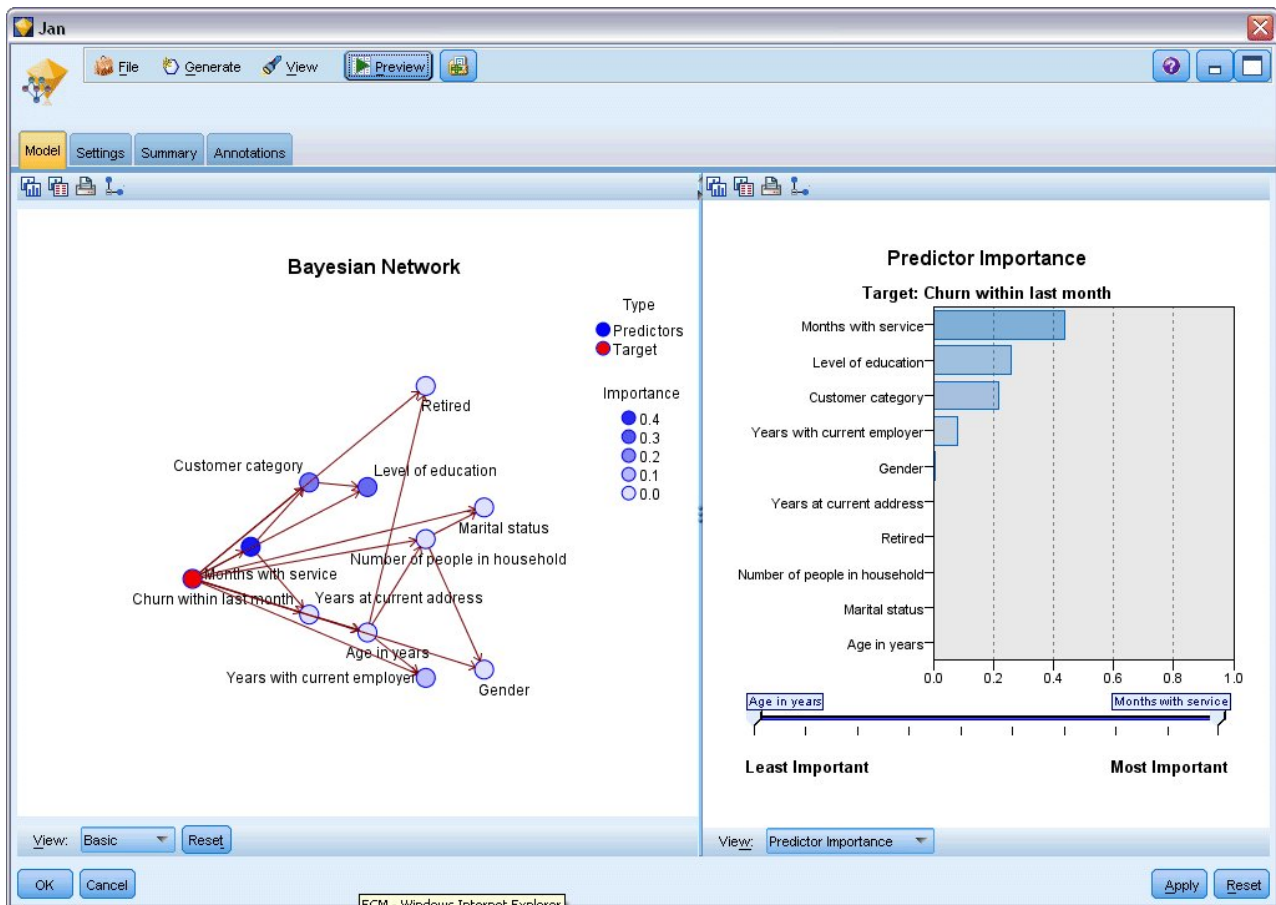 Jan
File Generate View Preview
Model Settings Summary Annotations
Bayesian Network
Type
Predictors
Target
Importance
0.4
0.3
0.2
0.1
0.0
Retired
Customer category
Level of education
Marital status
Number of people in household
Months with service
Churn within last month
Years at current address
Age in years
Years with current employer
Gender
View: Basic Reset
Predictor Importance
Target: Churn within last month
Months with service
Level of education
Customer category
Years with current employer
Gender
Years at current address
Retired
Number of people in household
Marital status
Age in years
0.0 0.2 0.4 0.6 0.8 1.0
Age in years Months with service
Least Important Most Important
View: Predictor Importance
OK Cancel Apply Reset
ECM - Windows Internet Explorer